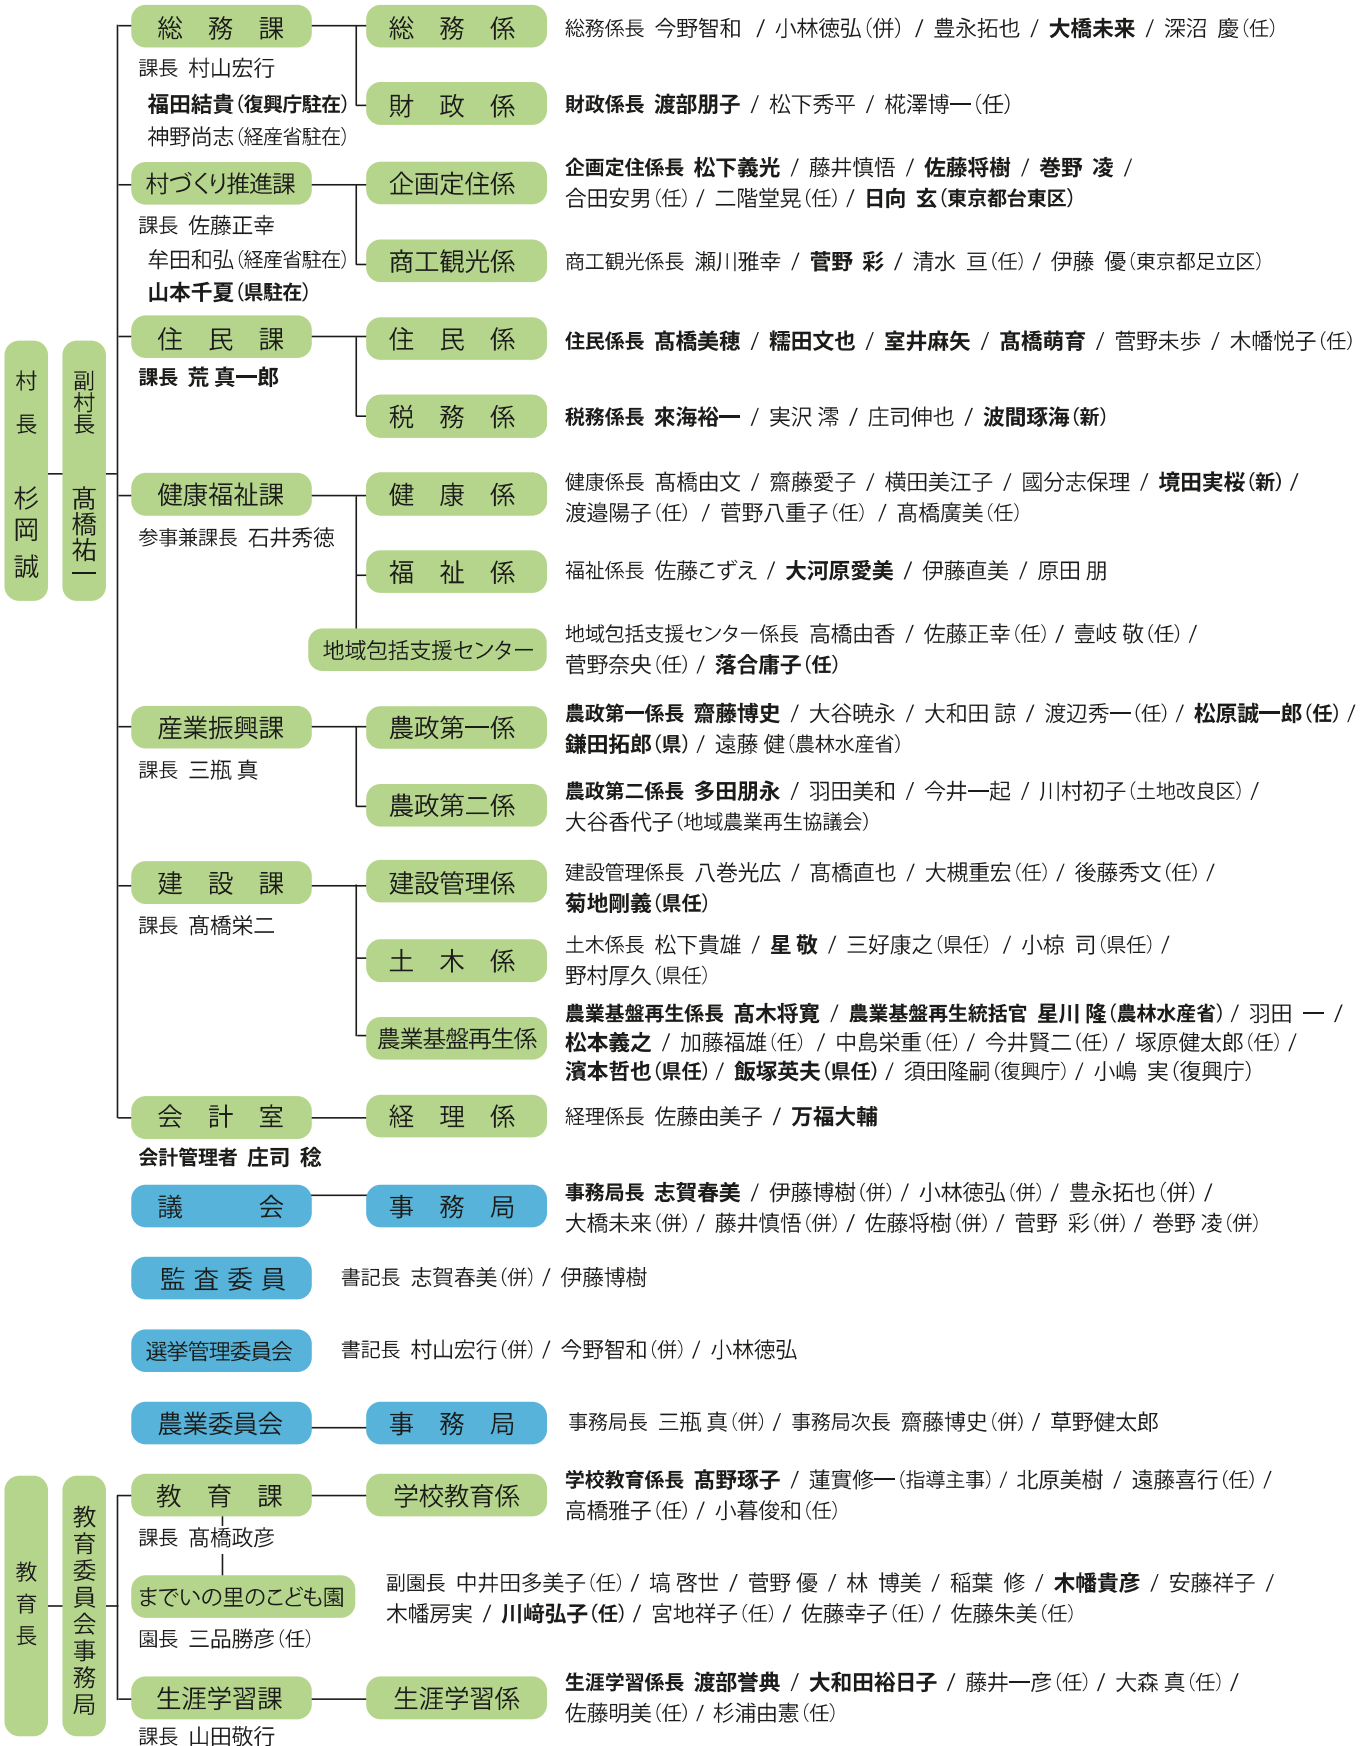 総務課
課長 村山宏行
福田結貴（復興庁駐在）
神野尚志（経産省駐在）
総務係
総務係長 今野智和 / 小林徳弘（併） / 豊永拓也 / 大橋未来 / 深沼 慶（任）
財政係
財政係長 渡部朋子 / 松下秀平 / 椛澤博一（任）
村づくり推進課
課長 佐藤正幸
牟田和弘（経産省駐在）
山本千夏（県駐在）
企画定住係
企画定住係長 松下義光 / 藤井慎悟 / 佐藤将樹 / 巻野 凌 /
合田安男（任） / 二階堂晃（任） / 日向 玄（東京都台東区）
商工観光係
商工観光係長 瀬川雅幸 / 菅野 彩 / 清水 亘（任） / 伊藤 優（東京都足立区）
住民課
課長 荒 真一郎
住民係
住民係長 髙橋美穂 / 糯田文也 / 室井麻矢 / 髙橋萌育 / 菅野未歩 / 木幡悦子（任）
税務係
税務係長 來海裕一 / 実沢 澪 / 庄司伸也 / 波間琢海（新）
村長 杉岡誠
副村長 髙橋祐一
健康福祉課
参事兼課長 石井秀徳
健康係
健康係長 髙橋由文 / 齋藤愛子 / 横田美江子 / 國分志保理 / 境田実桜（新） /
渡邉陽子（任） / 菅野八重子（任） / 髙橋廣美（任）
福祉係
福祉係長 佐藤こずえ / 大河原愛美 / 伊藤直美 / 原田 朋
地域包括支援センター
地域包括支援センター係長 高橋由香 / 佐藤正幸（任） / 壹岐 敬（任） /
菅野奈央（任） / 落合庸子（任）
産業振興課
課長 三瓶 真
農政第一係
農政第一係長 齋藤博史 / 大谷暁永 / 大和田 諒 / 渡辺秀一（任） / 松原誠一郎（任） /
鎌田拓郎（県） / 遠藤 健（農林水産省）
農政第二係
農政第二係長 多田朋永 / 羽田美和 / 今井一起 / 川村初子（土地改良区） /
大谷香代子（地域農業再生協議会）
建設課
課長 髙橋栄二
建設管理係
建設管理係長 八巻光広 / 髙橋直也 / 大槻重宏（任） / 後藤秀文（任） /
菊地剛義（県任）
土木係
土木係長 松下貴雄 / 星 敬 / 三好康之（県任） / 小椋 司（県任） /
野村厚久（県任）
農業基盤再生係
農業基盤再生係長 髙木将寛 / 農業基盤再生統括官 星川 隆（農林水産省） / 羽田 一 /
松本義之 / 加藤福雄（任） / 中島栄重（任） / 今井賢二（任） / 塚原健太郎（任） /
濱本哲也（県任） / 飯塚英夫（県任） / 須田隆嗣（復興庁） / 小嶋 実（復興庁）
会計室
会計管理者 庄司 稔
経理係
経理係長 佐藤由美子 / 万福大輔
議会
事務局
事務局長 志賀春美 / 伊藤博樹（併） / 小林徳弘（併） / 豊永拓也（併） /
大橋未来（併） / 藤井慎悟（併） / 佐藤将樹（併） / 菅野 彩（併） / 巻野 凌（併）
監査委員
書記長 志賀春美（併） / 伊藤博樹
選挙管理委員会
書記長 村山宏行（併） / 今野智和（併） / 小林徳弘
農業委員会
事務局
事務局長 三瓶 真（併） / 事務局次長 齋藤博史（併） / 草野健太郎
教育長
教育委員会事務局
教育課
課長 髙橋政彦
学校教育係
学校教育係長 髙野琢子 / 蓮實修一（指導主事） / 北原美樹 / 遠藤喜行（任） /
高橋雅子（任） / 小暮俊和（任）
までいの里のこども園
園長 三品勝彦（任）
副園長 中井田多美子（任） / 塙 啓世 / 菅野 優 / 林 博美 / 稲葉 修 / 木幡貴彦 / 安藤祥子 /
木幡房実 / 川﨑弘子（任） / 宮地祥子（任） / 佐藤幸子（任） / 佐藤朱美（任）
生涯学習課
課長 山田敬行
生涯学習係
生涯学習係長 渡部誉典 / 大和田裕日子 / 藤井一彦（任） / 大森 真（任） /
佐藤明美（任） / 杉浦由憲（任）